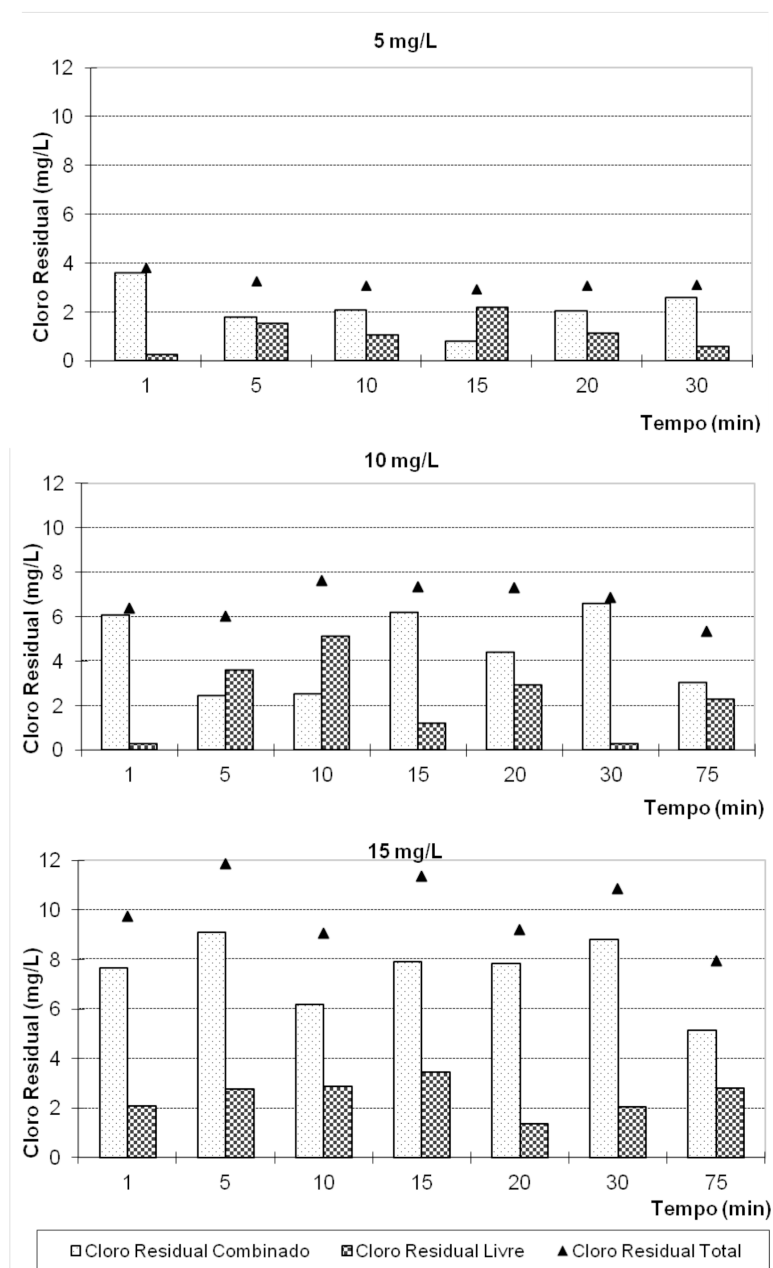 5 mg/L
12
10
8
6
4
2
0
Cloro Residual (mg/L)
1 5 10 15 20 30
Tempo (min)
10 mg/L
12
10
8
6
4
2
0
Cloro Residual (mg/L)
1 5 10 15 20 30 75
Tempo (min)
15 mg/L
12
10
8
6
4
2
0
Cloro Residual (mg/L)
1 5 10 15 20 30 75
Tempo (min)
Cloro Residual Combinado Cloro Residual Livre Cloro Residual Total